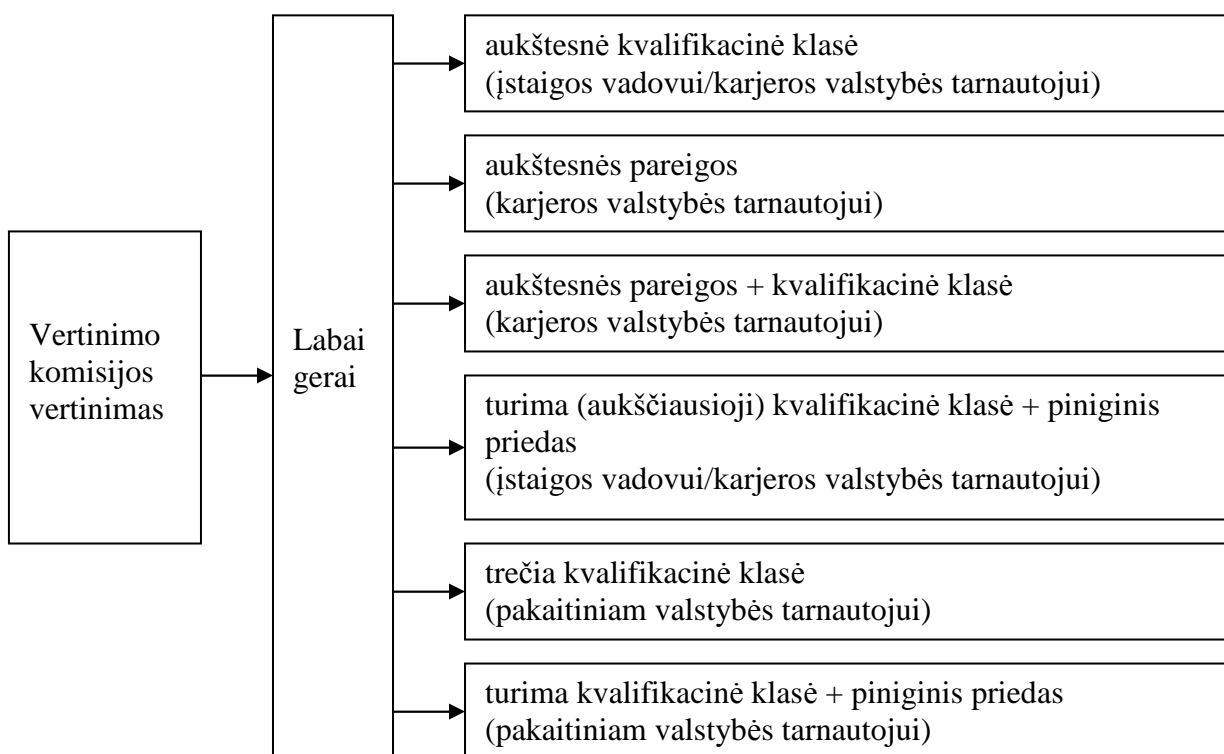 Vertinimo
komisijos
vertinimas
Labai
gerai
aukštesnė kvalifikacinė klasė
(įstaigos vadovui/karjeros valstybės tarnautojui)
aukštesnės pareigos
(karjeros valstybės tarnautojui)
aukštesnės pareigos + kvalifikacinė klasė
(karjeros valstybės tarnautojui)
turima (aukščiausioji) kvalifikacinė klasė + piniginis
priedas
(įstaigos vadovui/karjeros valstybės tarnautojui)
trečia kvalifikacinė klasė
(pakaitiniam valstybės tarnautojui)
turima kvalifikacinė klasė + piniginis priedas
(pakaitiniam valstybės tarnautojui)